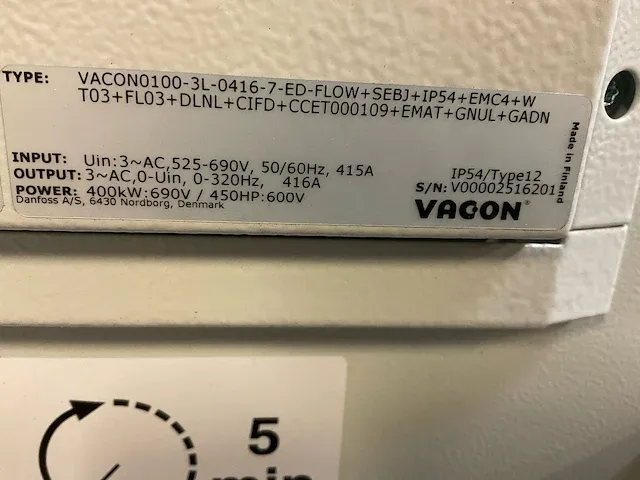 TYPE: VACON0100-3L-0416-7-ED-FLOW+SEBJ+IP54+EMC4+W
T03+FL03+DLNL+CIFD+CCET000109+EMAT+GNUL+GADN
INPUT: Uin:3~AC,525-690V, 50/60Hz, 415A
OUTPUT: 3~AC,0-Uin, 0-320Hz, 416A
POWER: 400kW:690V / 450HP:600V
Danfoss A/S, 6430 Nordborg, Denmark
IP54/Type12
S/N: V00002516201
VACON®
Made in Finland
5
min